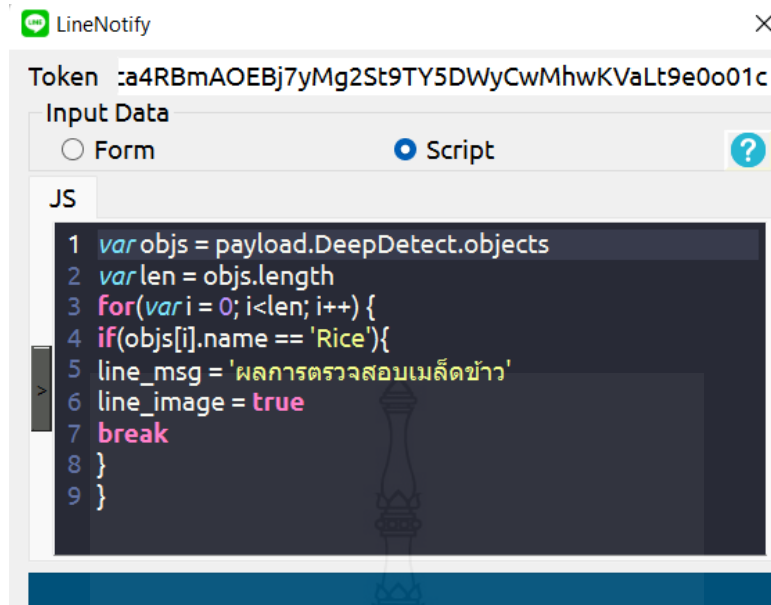 LineNotify
Token :a4RBmAOEBj7yMg2St9TY5DWyCwMhwKVaLt9e0o01c
Input Data
Form Script ?
JS
1 var objs = payload.DeepDetect.objects
2 var len = objs.length
3 for(var i = 0; i<len; i++) {
4 if(objs[i].name == 'Rice'){
5 line_msg = 'ผลการตรวจสอบเมล็ดข้าว'
6 line_image = true
7 break
8 }
9 }
>